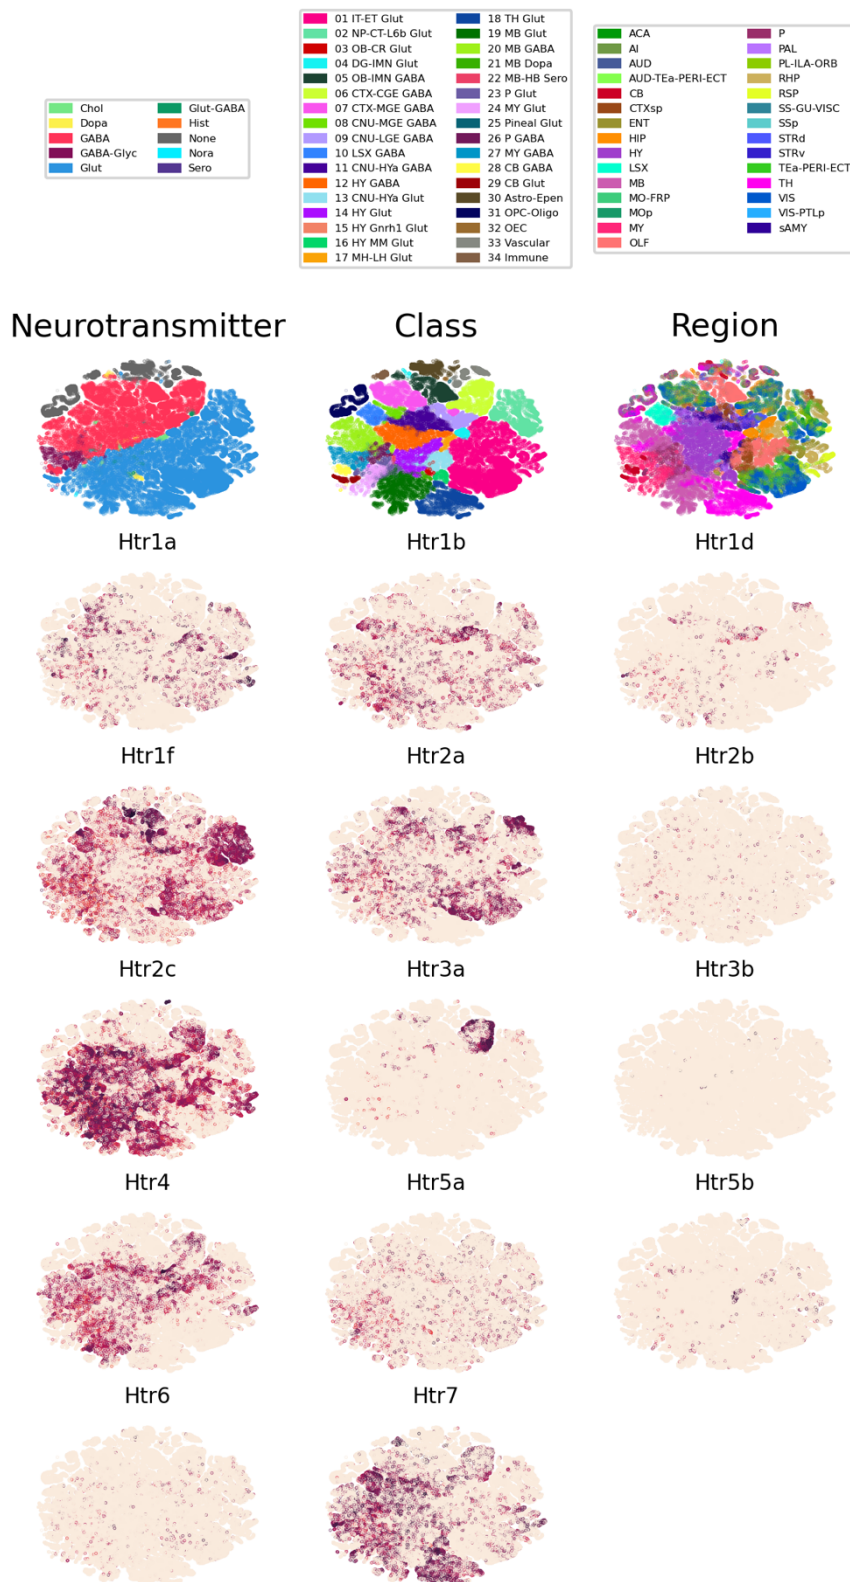 Chol
Dopa
GABA
GABA-Glyc
Glut
Glut-GABA
Hist
None
Nora
Sero
01 IT-ET Glut
02 NP-CT-L6b Glut
03 OB-CR Glut
04 DG-IMN Glut
05 OB-IMN GABA
06 CTX-CGE GABA
07 CTX-MGE GABA
08 CNU-MGE GABA
09 CNU-LGE GABA
10 LSX GABA
11 CNU-HYa GABA
12 HY GABA
13 CNU-HYa Glut
14 HY Glut
15 HY Gnrh1 Glut
16 HY MM Glut
17 MH-LH Glut
18 TH Glut
19 MB Glut
20 MB GABA
21 MB Dopa
22 MB-HB Sero
23 P Glut
24 MY Glut
25 Pineal Glut
26 P GABA
27 MY GABA
28 CB GABA
29 CB Glut
30 Astro-Epen
31 OPC-Oligo
32 OEC
33 Vascular
34 Immune
ACA
AI
AUD
AUD-TEa-PERI-ECT
CB
CTXsp
ENT
HIP
HY
LSX
MB
MO-FRP
MOp
MY
OLF
P
PAL
PL-ILA-ORB
RHP
RSP
SS-GU-VISC
SSp
STRd
STRv
TEa-PERI-ECT
TH
VIS
VIS-PTLp
sAMY
Neurotransmitter
Class
Region
Htr1a
Htr1b
Htr1d
Htr1f
Htr2a
Htr2b
Htr2c
Htr3a
Htr3b
Htr4
Htr5a
Htr5b
Htr6
Htr7